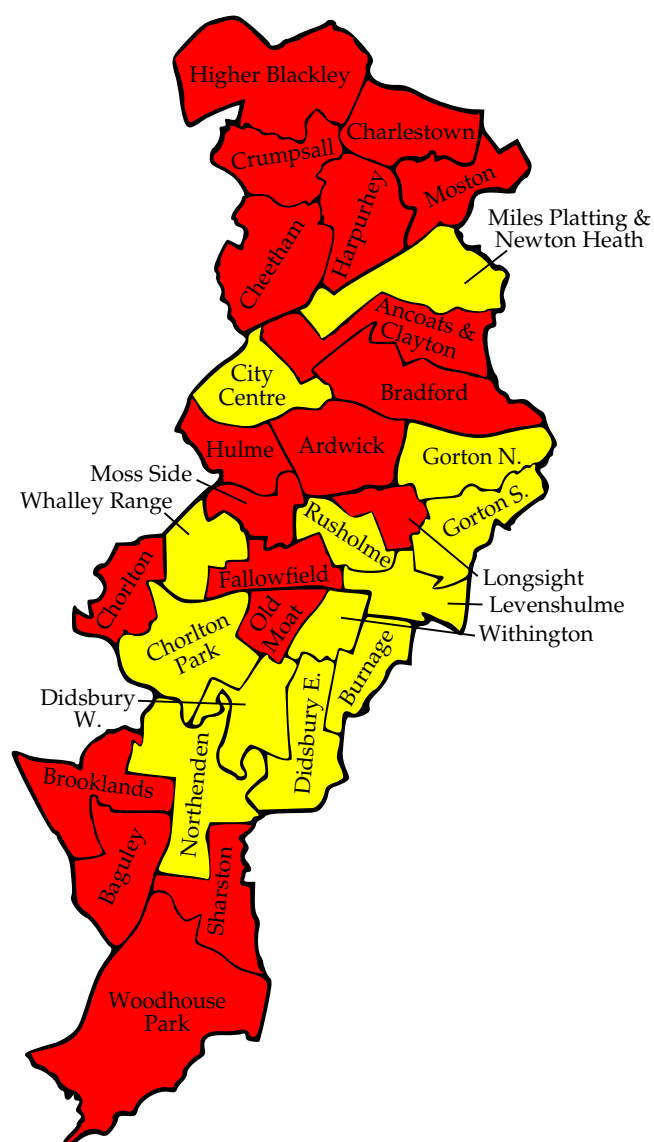 Higher Blackley
Charlestown
Crumpsall
Moston
Harpurhey
Cheetham
Miles Platting &
Newton Heath
Ancoats &
Clayton
City
Centre
Bradford
Hulme
Ardwick
Gorton N.
Moss Side
Whalley Range
Gorton S.
Rusholme
Chorlton
Fallowfield
Longsight
Levenshulme
Withington
Old
Moat
Chorlton
Park
Burnage
Didsbury
W.
Didsbury E.
Northenden
Brooklands
Baguley
Sharston
Woodhouse
Park